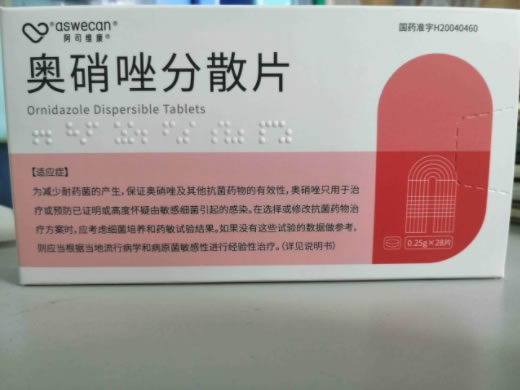 aswecan®
阿司维康®
国药准字H20040460
奥硝唑分散片
Ornidazole Dispersible Tablets
【适应症】
为减少耐药菌的产生,保证奥硝唑及其他抗菌药物的有效性,奥硝唑只用于治
疗或预防已证明或高度怀疑由敏感细菌引起的感染。在选择或修改抗菌药物治
疗方案时,应考虑细菌培养和药敏试验结果。如果没有这些试验的数据做参考,
则应当根据当地流行病学和病原菌敏感性进行经验性治疗。(详见说明书)
0.25g×28片